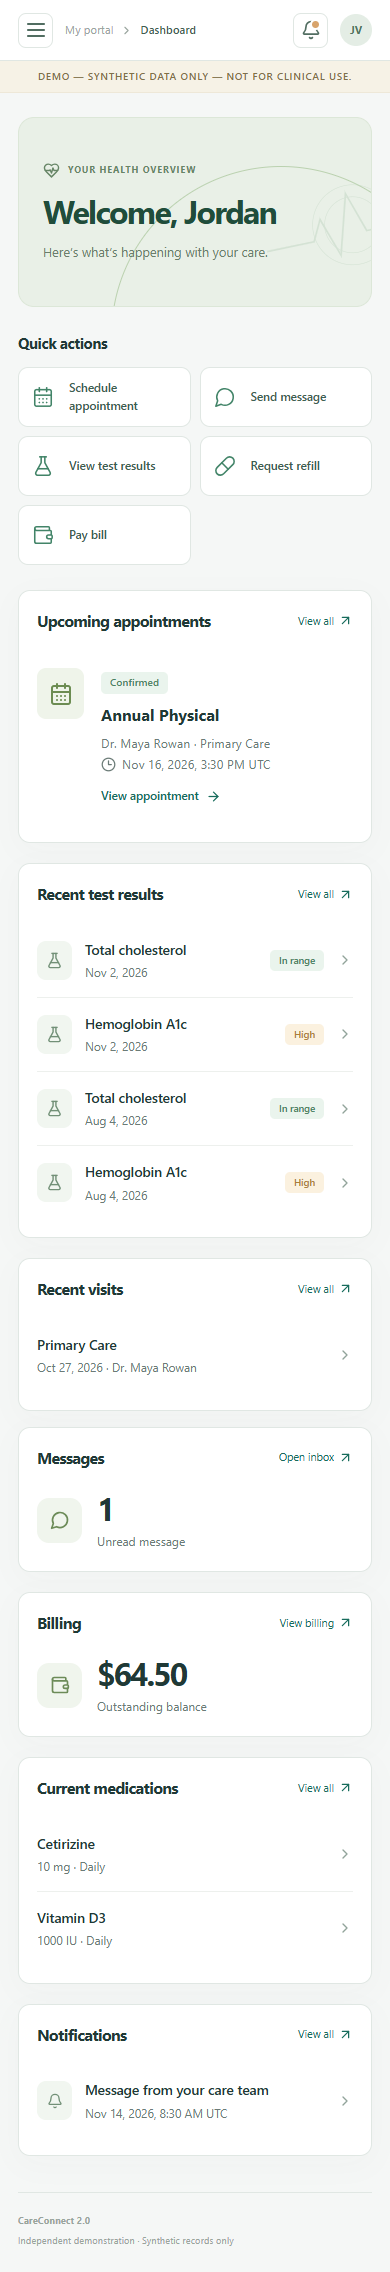 My portal > Dashboard
JV
DEMO — SYNTHETIC DATA ONLY — NOT FOR CLINICAL USE.
YOUR HEALTH OVERVIEW
Welcome, Jordan
Here's what's happening with your care.
Quick actions
Schedule
appointment
Send message
View test results
Request refill
Pay bill
Upcoming appointments
View all
Confirmed
Annual Physical
Dr. Maya Rowan · Primary Care
Nov 16, 2026, 3:30 PM UTC
View appointment
Recent test results
View all
Total cholesterol
Nov 2, 2026
In range
Hemoglobin A1c
Nov 2, 2026
High
Total cholesterol
Aug 4, 2026
In range
Hemoglobin A1c
Aug 4, 2026
High
Recent visits
View all
Primary Care
Oct 27, 2026 · Dr. Maya Rowan
Messages
Open inbox
1
Unread message
Billing
View billing
$64.50
Outstanding balance
Current medications
View all
Cetirizine
10 mg · Daily
Vitamin D3
1000 IU · Daily
Notifications
View all
Message from your care team
Nov 14, 2026, 8:30 AM UTC
CareConnect 2.0
Independent demonstration · Synthetic records only